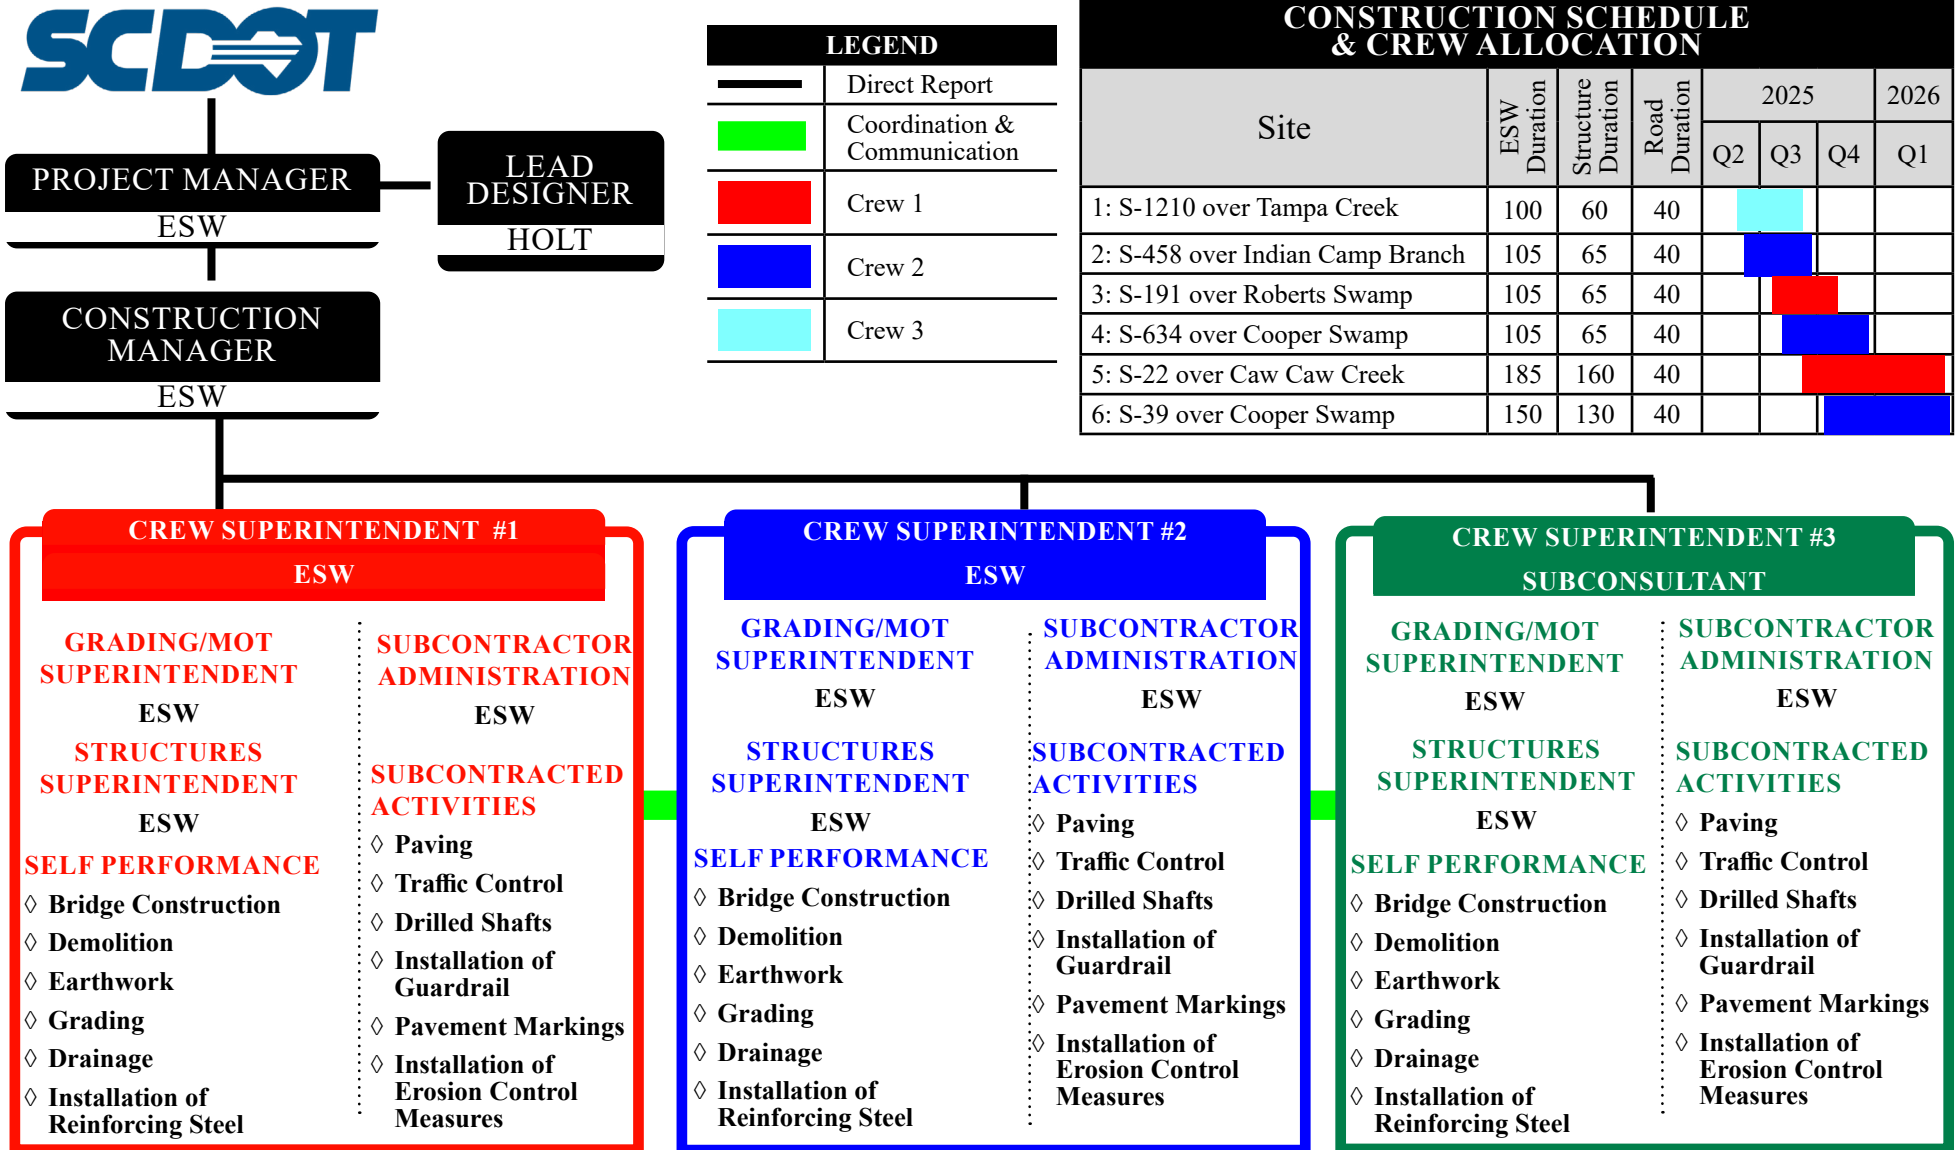 SCDOT
PROJECT MANAGER
ESW
LEAD
DESIGNER
HOLT
CONSTRUCTION
MANAGER
ESW
LEGEND
Direct Report
Coordination &
Communication
Crew 1
Crew 2
Crew 3
CONSTRUCTION SCHEDULE
& CREW ALLOCATION
Site
ESW
Duration
Structure
Duration
Road
Duration
2025
2026
Q2
Q3
Q4
Q1
1: S-1210 over Tampa Creek 100 60 40
2: S-458 over Indian Camp Branch 105 65 40
3: S-191 over Roberts Swamp 105 65 40
4: S-634 over Cooper Swamp 105 65 40
5: S-22 over Caw Caw Creek 185 160 40
6: S-39 over Cooper Swamp 150 130 40
CREW SUPERINTENDENT #1
ESW
GRADING/MOT
SUPERINTENDENT
ESW
STRUCTURES
SUPERINTENDENT
ESW
SELF PERFORMANCE
◊ Bridge Construction
◊ Demolition
◊ Earthwork
◊ Grading
◊ Drainage
◊ Installation of
Reinforcing Steel
SUBCONTRACTOR
ADMINISTRATION
ESW
SUBCONTRACTED
ACTIVITIES
◊ Paving
◊ Traffic Control
◊ Drilled Shafts
◊ Installation of
Guardrail
◊ Pavement Markings
◊ Installation of
Erosion Control
Measures
CREW SUPERINTENDENT #2
ESW
GRADING/MOT
SUPERINTENDENT
ESW
STRUCTURES
SUPERINTENDENT
ESW
SELF PERFORMANCE
◊ Bridge Construction
◊ Demolition
◊ Earthwork
◊ Grading
◊ Drainage
◊ Installation of
Reinforcing Steel
SUBCONTRACTOR
ADMINISTRATION
ESW
SUBCONTRACTED
ACTIVITIES
◊ Paving
◊ Traffic Control
◊ Drilled Shafts
◊ Installation of
Guardrail
◊ Pavement Markings
◊ Installation of
Erosion Control
Measures
CREW SUPERINTENDENT #3
SUBCONSULTANT
GRADING/MOT
SUPERINTENDENT
ESW
STRUCTURES
SUPERINTENDENT
ESW
SELF PERFORMANCE
◊ Bridge Construction
◊ Demolition
◊ Earthwork
◊ Grading
◊ Drainage
◊ Installation of
Reinforcing Steel
SUBCONTRACTOR
ADMINISTRATION
ESW
SUBCONTRACTED
ACTIVITIES
◊ Paving
◊ Traffic Control
◊ Drilled Shafts
◊ Installation of
Guardrail
◊ Pavement Markings
◊ Installation of
Erosion Control
Measures